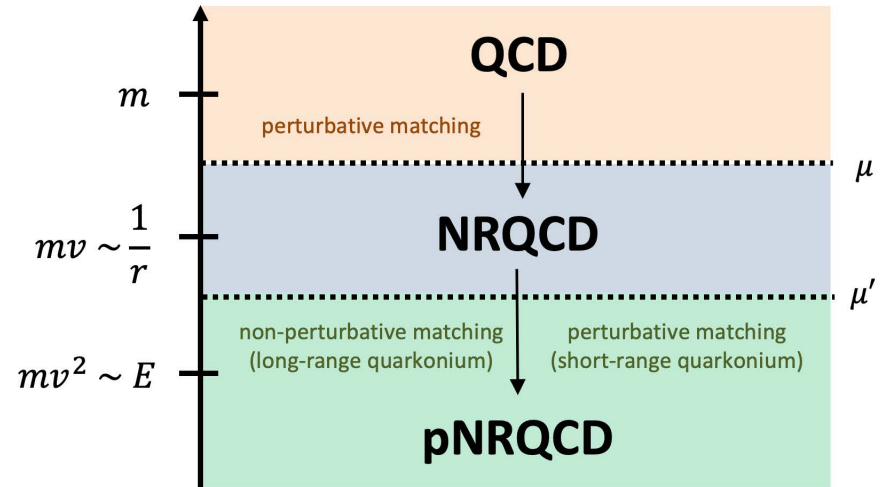 QCD
m
perturbative matching
μ
NRQCD
mv ~ 1/r
μ′
non-perturbative matching
(long-range quarkonium)
perturbative matching
(short-range quarkonium)
mv² ~ E
pNRQCD